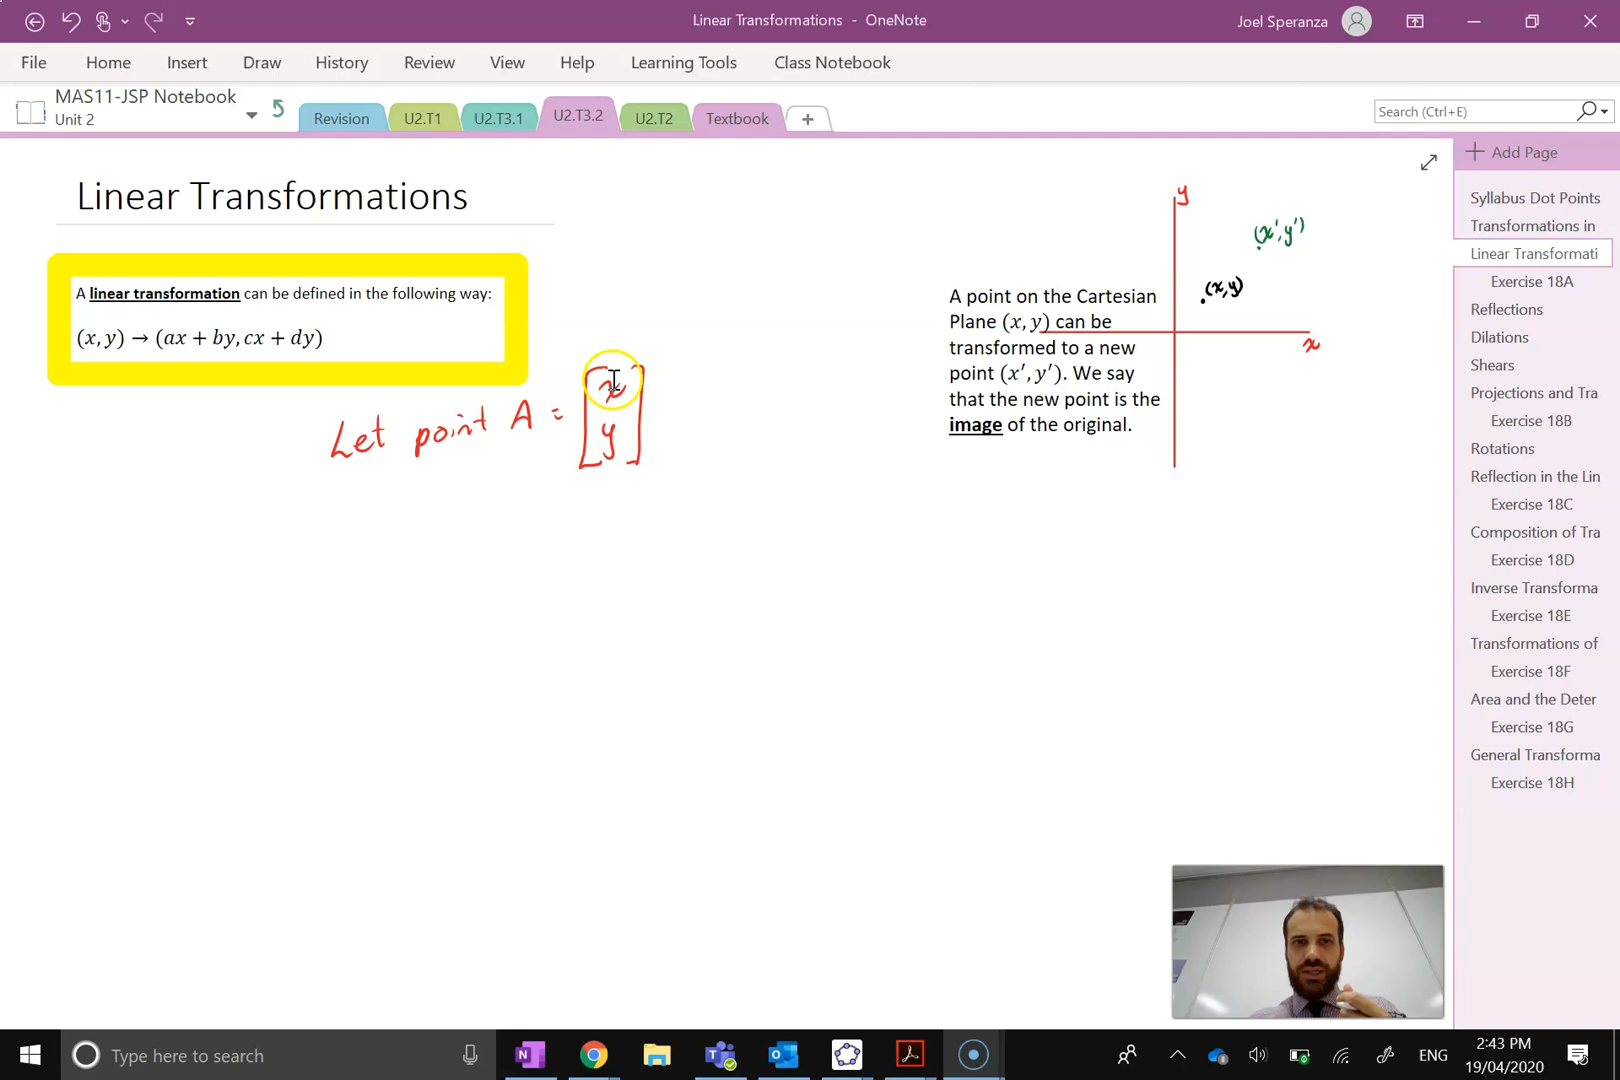 Linear Transformations - OneNote
Joel Speranza
File Home Insert Draw History Review View Help Learning Tools Class Notebook
MAS11-JSP Notebook
Unit 2
Revision U2.T1 U2.T3.1 U2.T3.2 U2.T2 Textbook +
Search (Ctrl+E)
Linear Transformations
A linear transformation can be defined in the following way:
(x, y) → (ax + by, cx + dy)
Let point A = [x
y]
A point on the Cartesian
Plane (x, y) can be
transformed to a new
point (x′, y′). We say
that the new point is the
image of the original.
y
(x', y')
(x, y)
x
Add Page
Syllabus Dot Points
Transformations in
Linear Transformati
Exercise 18A
Reflections
Dilations
Shears
Projections and Tra
Exercise 18B
Rotations
Reflection in the Lin
Exercise 18C
Composition of Tra
Exercise 18D
Inverse Transforma
Exercise 18E
Transformations of
Exercise 18F
Area and the Deter
Exercise 18G
General Transforma
Exercise 18H
Type here to search
ENG
2:43 PM
19/04/2020